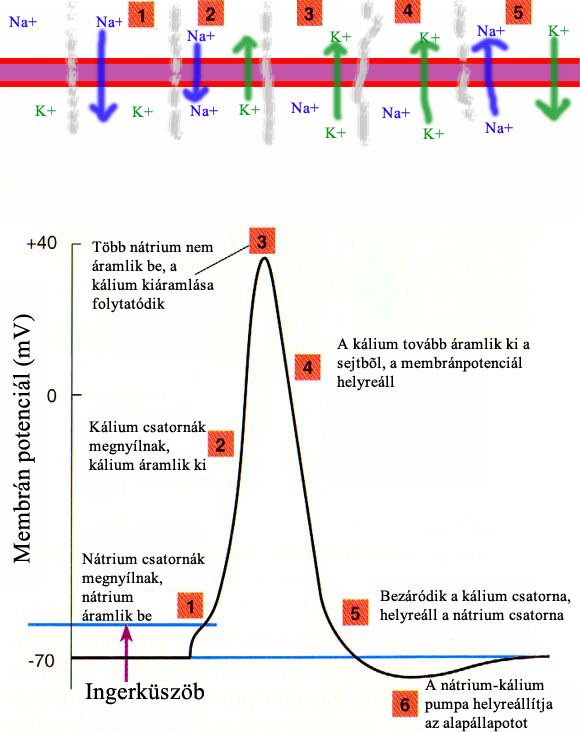 Na+ Na+ 1 2 3 4 5
Na+ K+ K+ Na+ K+
K+ K+ Na+ K+ Na+ Na+
K+ K+ Na+
+40
3
Több nátrium nem
áramlik be, a
kálium kiáramlása
folytatódik
A kálium tovább áramlik ki a
sejtbõl, a membránpotenciál
helyreáll
4
0
Membrán potenciál (mV)
Kálium csatornák
megnyílnak,
kálium áramlik ki
2
Nátrium csatornák
megnyílnak,
nátrium
áramlik be
1
5
Bezáródik a kálium csatorna,
helyreáll a nátrium csatorna
-70
Ingerküszöb
6
A nátrium-kálium
pumpa helyreállítja
az alapállapotot